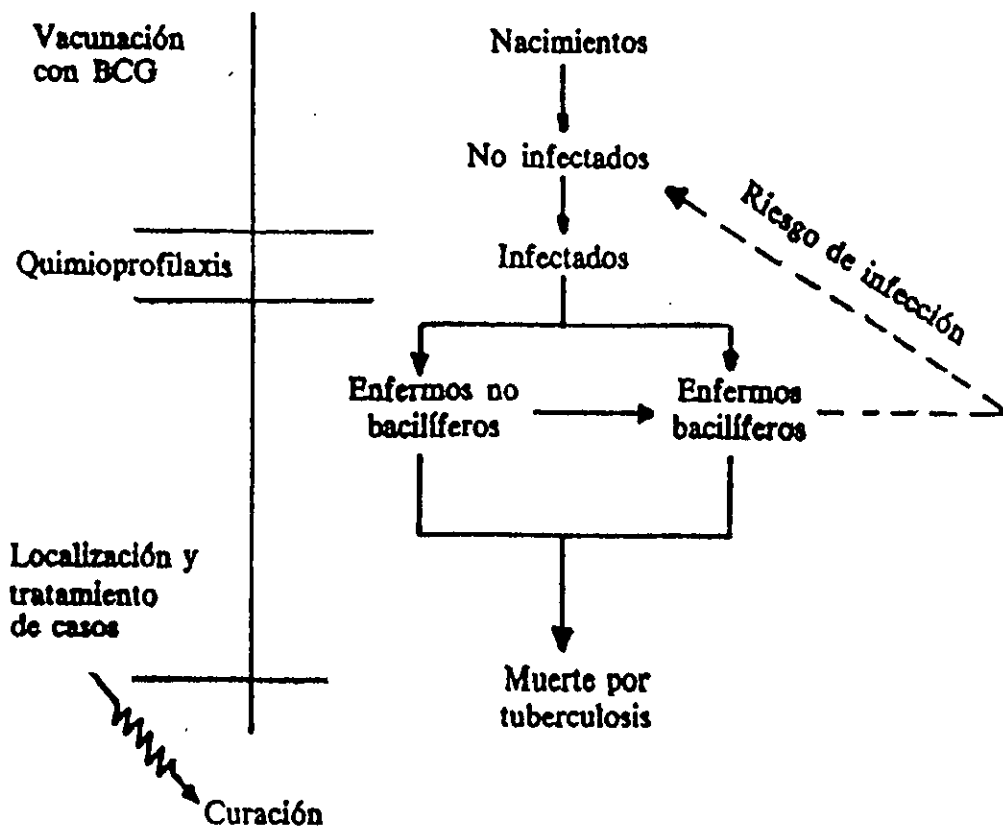 Vacunación
con BCG
Nacimientos
No infectados
Riesgo de infección
Quimioprofilaxis
Infectados
Enfermos no
bacilíferos
Enfermos
bacilíferos
Localización y
tratamiento
de casos
Muerte por
tuberculosis
Curación